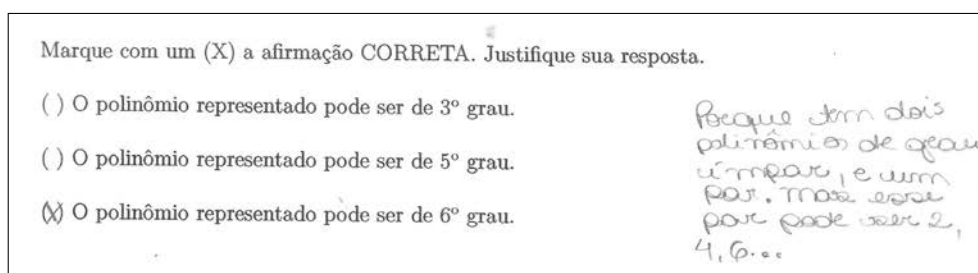 Marque com um (X) a afirmação CORRETA. Justifique sua resposta.
( ) O polinômio representado pode ser de 3º grau.
( ) O polinômio representado pode ser de 5º grau.
(X) O polinômio representado pode ser de 6º grau.
Porque tem dois
polinômios de grau
ímpar, e um
par. Mas esse
par pode ser 2,
4, 6...